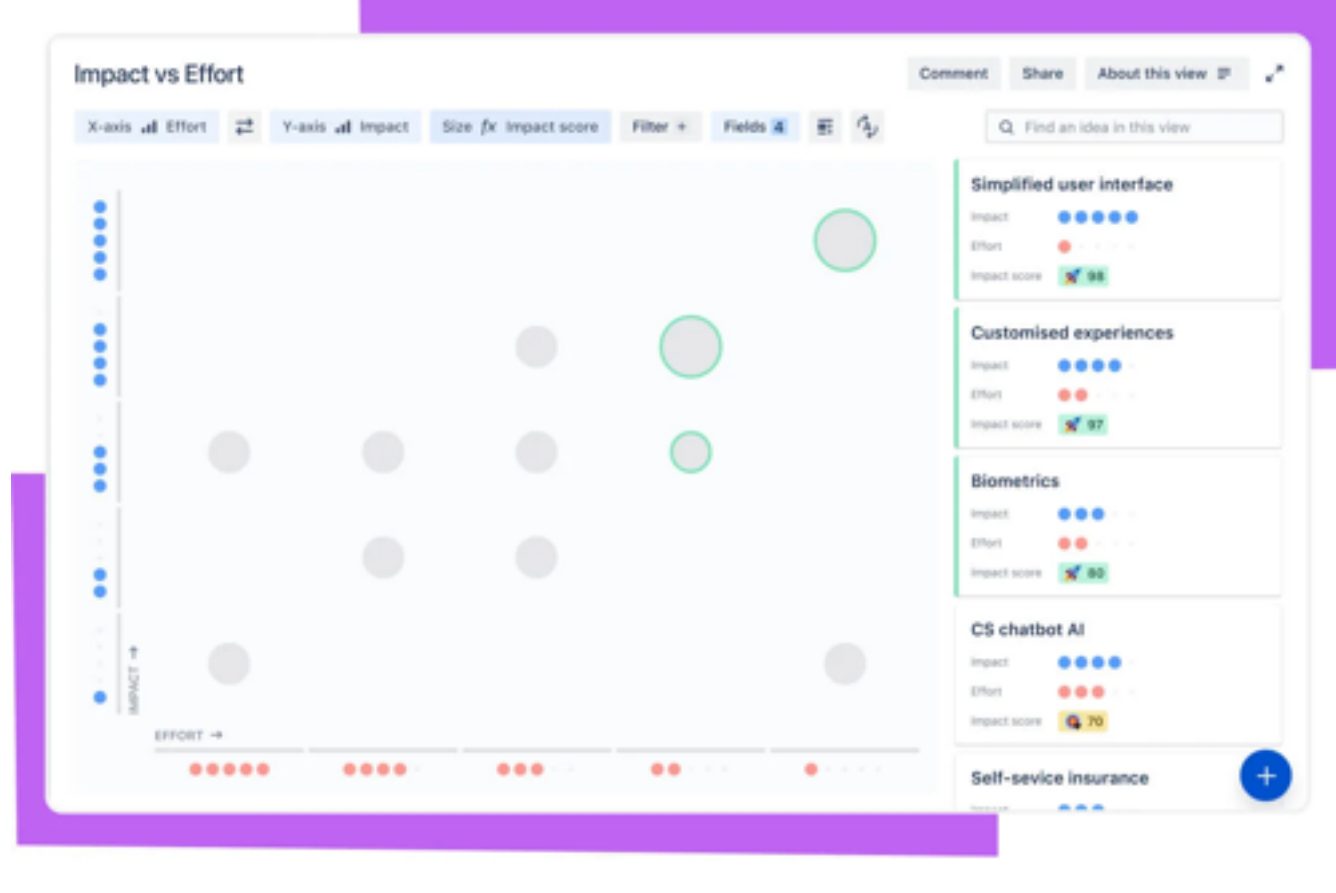 Impact vs Effort
Comment Share About this view
X-axis Effort Y-axis Impact Size fx Impact score Filter + Fields 4
Find an idea in this view
Simplified user interface
Impact
Effort
Impact score 98
Customised experiences
Impact
Effort
Impact score 97
Biometrics
Impact
Effort
Impact score 80
CS chatbot AI
Impact
Effort
Impact score 70
Self-sevice insurance
IMPACT →
EFFORT →